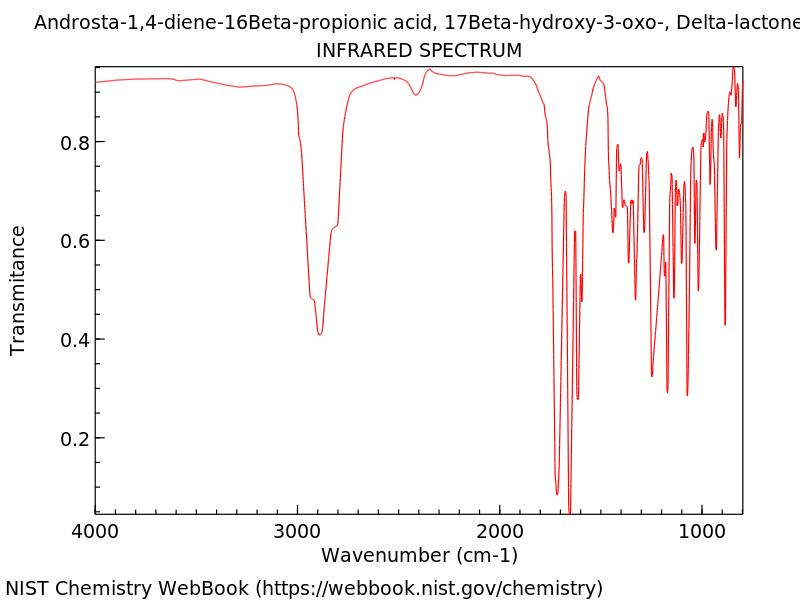 Androsta-1,4-diene-16Beta-propionic acid, 17Beta-hydroxy-3-oxo-, Delta-lactone
INFRARED SPECTRUM
0.8
0.6
0.4
0.2
Transmitance
4000 3000 2000 1000
Wavenumber (cm-1)
NIST Chemistry WebBook (https://webbook.nist.gov/chemistry)